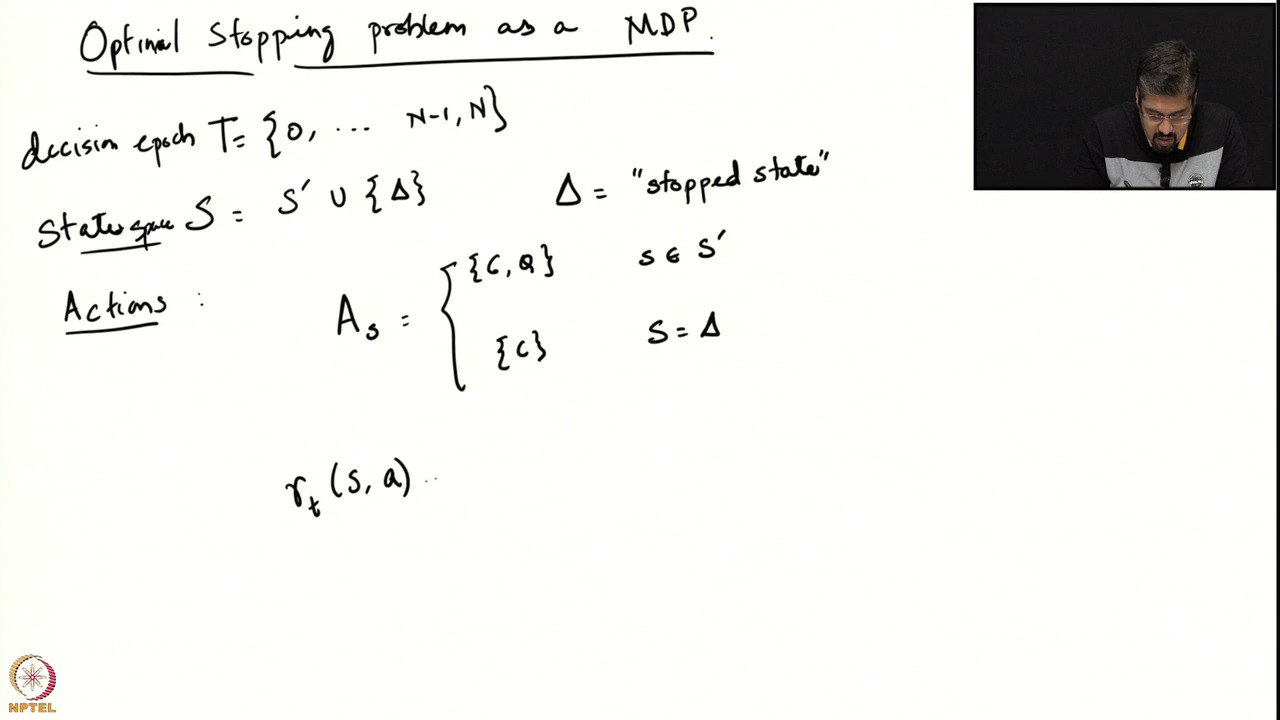 Optimal stopping problem as a MDP.
decision epoch T = {0, ... N-1, N}
State space S = S' ∪ {Δ} Δ = "stopped state"
Actions : A_s = { {C, Q} s ∈ S'
{C} s = Δ
r_t (s, a)
NPTEL